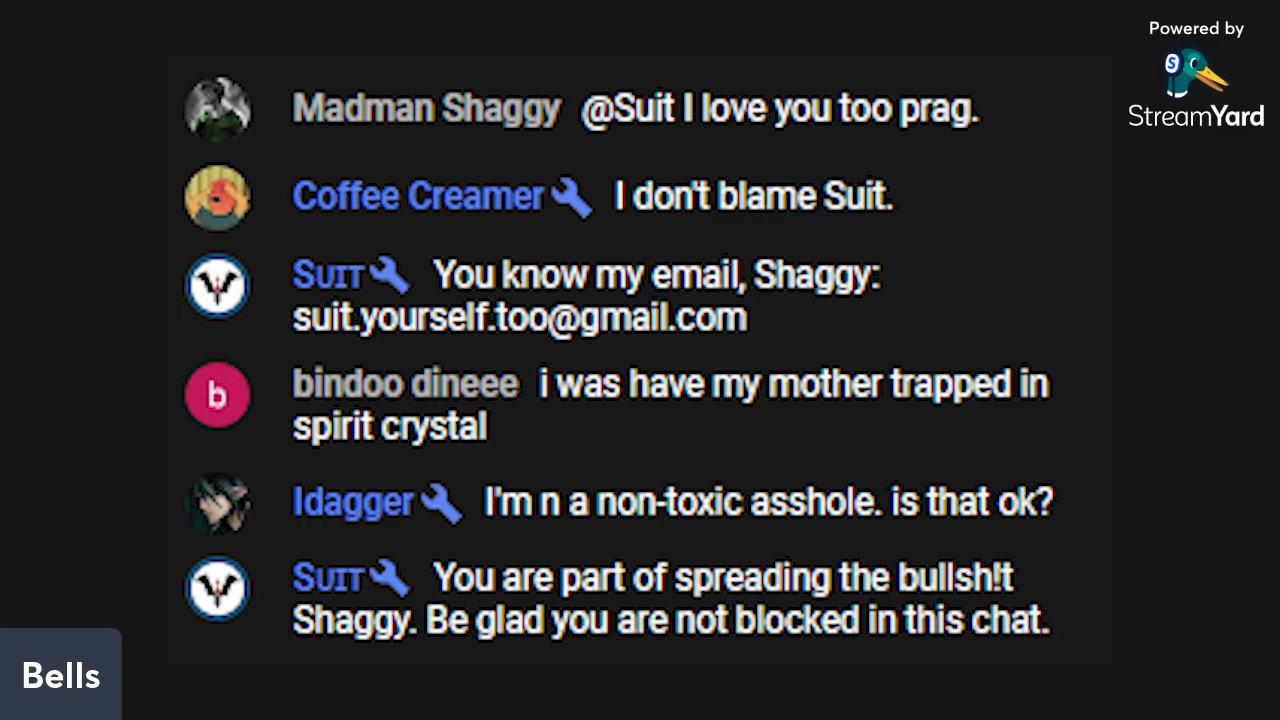 Powered by
StreamYard
Madman Shaggy @Suit I love you too prag.
Coffee Creamer I don't blame Suit.
SUIT You know my email, Shaggy:
suit.yourself.too@gmail.com
b
bindoo dineee i was have my mother trapped in
spirit crystal
Idagger I'm n a non-toxic asshole. is that ok?
SUIT You are part of spreading the bullsh!t
Shaggy. Be glad you are not blocked in this chat.
Bells